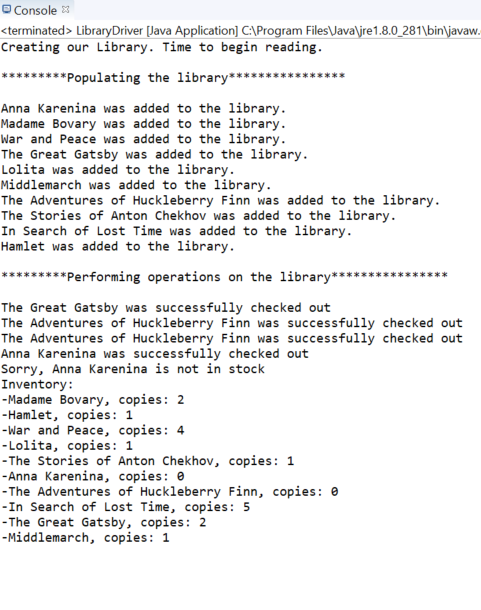 Console
<terminated> LibraryDriver [Java Application] C:\Program Files\Java\jre1.8.0_281\bin\javaw.
Creating our Library. Time to begin reading.
*********Populating the library****************
Anna Karenina was added to the library.
Madame Bovary was added to the library.
War and Peace was added to the library.
The Great Gatsby was added to the library.
Lolita was added to the library.
Middlemarch was added to the library.
The Adventures of Huckleberry Finn was added to the library.
The Stories of Anton Chekhov was added to the library.
In Search of Lost Time was added to the library.
Hamlet was added to the library.
*********Performing operations on the library****************
The Great Gatsby was successfully checked out
The Adventures of Huckleberry Finn was successfully checked out
The Adventures of Huckleberry Finn was successfully checked out
Anna Karenina was successfully checked out
Sorry, Anna Karenina is not in stock
Inventory:
-Madame Bovary, copies: 2
-Hamlet, copies: 1
-War and Peace, copies: 4
-Lolita, copies: 1
-The Stories of Anton Chekhov, copies: 1
-Anna Karenina, copies: 0
-The Adventures of Huckleberry Finn, copies: 0
-In Search of Lost Time, copies: 5
-The Great Gatsby, copies: 2
-Middlemarch, copies: 1